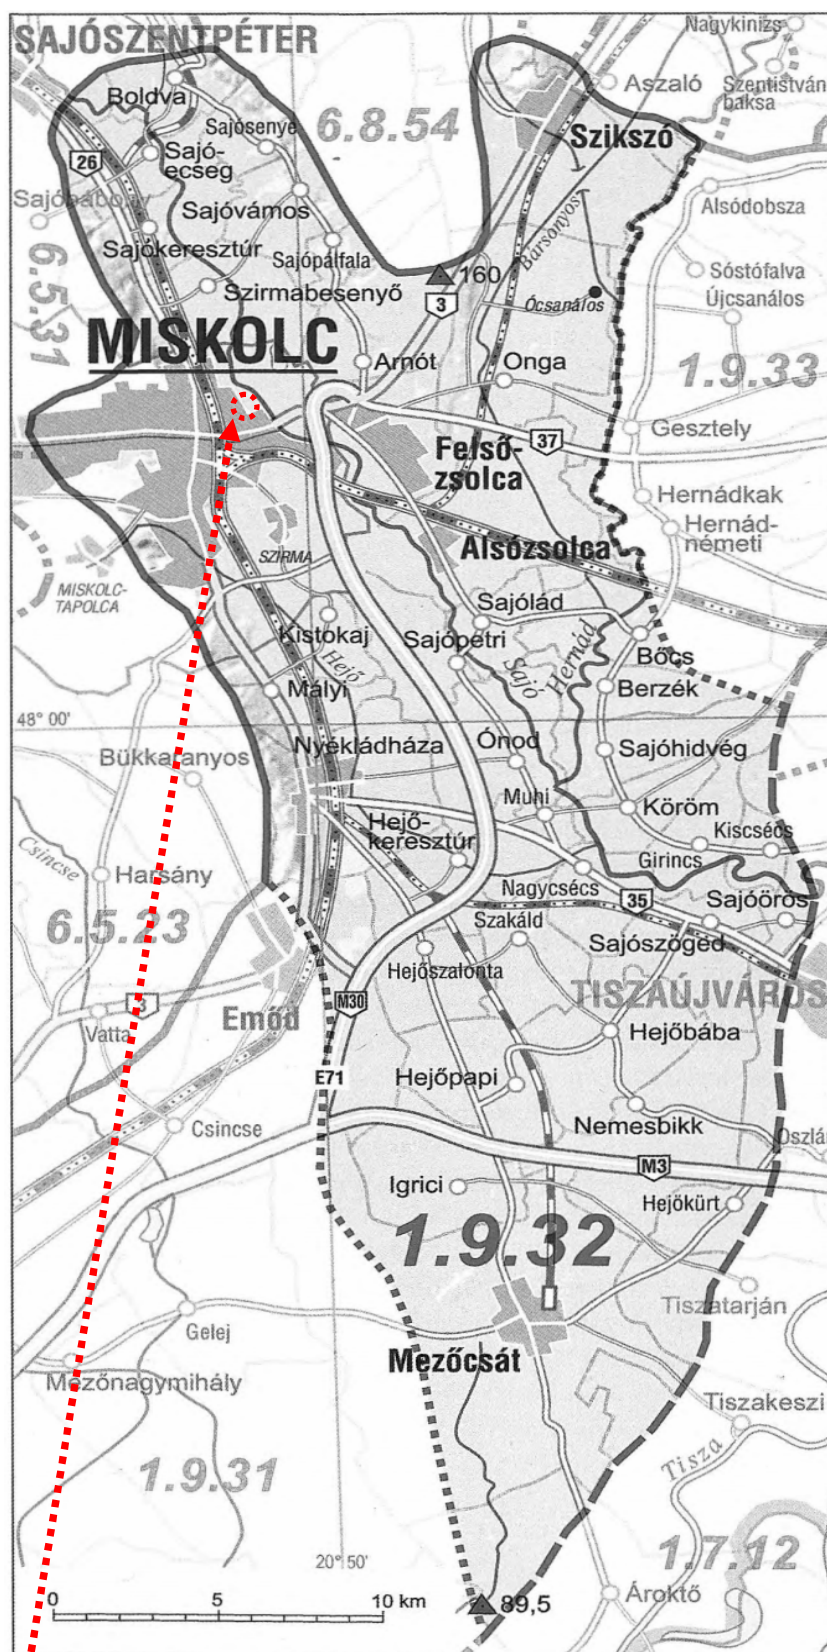 SAJÓSZENTPÉTER
Nagykinizs
Boldva
Aszaló
Szentistván-
baksa
Sajósenye
6.8.54
Szikszó
26
Sajó-
ecseg
Sajóbábony
Sajóvámos
Alsódobsza
Bársonyos
Sajókeresztúr
Sajópálfala
6.5.31
Szirmabesenyő
160
Sóstófalva
3
Ócsanálos
Újcsanálos
MISKOLC
Arnót
Onga
1.9.33
Gesztely
37
Felső-
zsolca
Hernádkak
Hernád-
németi
Alsózsolca
SZIRMA
MISKOLC-
TAPOLCA
Sajólád
Kistokaj
Sajópetri
Bőcs
Hejő
Sajó
Hernád
Mályi
Berzék
48° 00'
Nyékládháza
Ónod
Sajóhidvég
Bükkaranyos
Muhi
Köröm
Hejő-
keresztúr
Kiscsécs
Csincse
Girincs
Harsány
Nagycsécs
35
6.5.23
Szakáld
Sajóörös
Sajószöged
Hejőszalonta
TISZAÚJVÁROS
M30
3
Emőd
Vatta
Hejőbába
E71
Hejőpapi
Csincse
Nemesbikk
Oszlár
M3
Igrici
Hejőkürt
1.9.32
Tiszatarján
Gelej
Mezőcsát
Mezőnagymihály
Tiszakeszi
Tisza
1.9.31
1.7.12
20° 50'
0 5 10 km
89,5
Ároktő